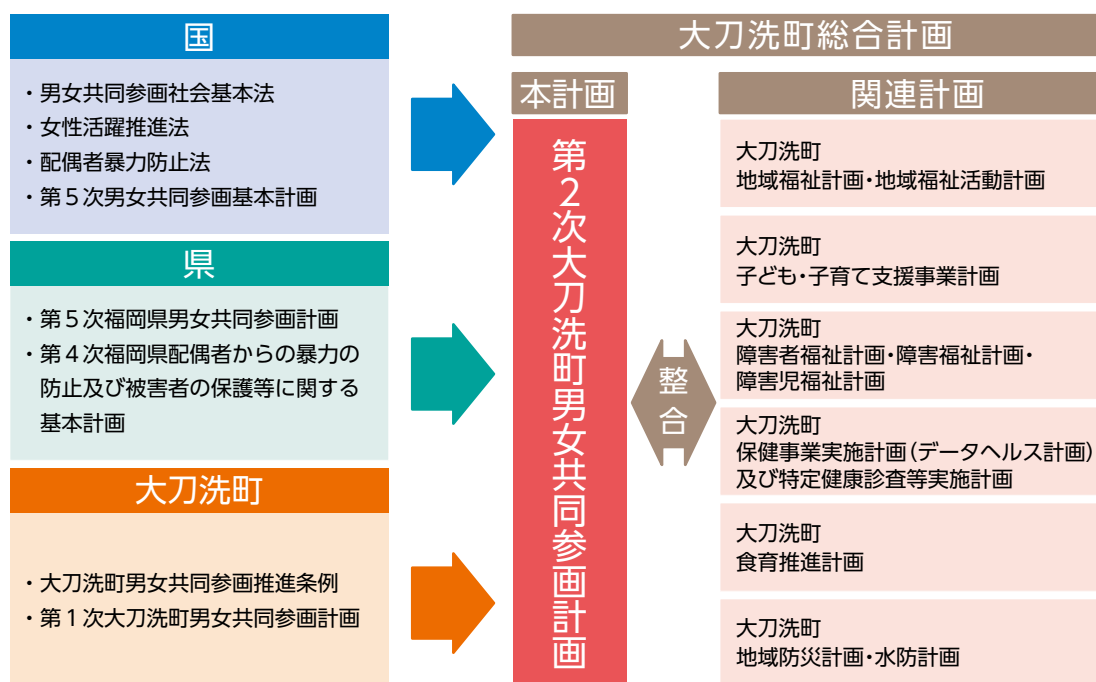 国
・男女共同参画社会基本法
・女性活躍推進法
・配偶者暴力防止法
・第5次男女共同参画基本計画
県
・第5次福岡県男女共同参画計画
・第4次福岡県配偶者からの暴力の
防止及び被害者の保護等に関する
基本計画
大刀洗町
・大刀洗町男女共同参画推進条例
・第1次大刀洗町男女共同参画計画
大刀洗町総合計画
本計画
第2次大刀洗町男女共同参画計画
整合
関連計画
大刀洗町
地域福祉計画・地域福祉活動計画
大刀洗町
子ども・子育て支援事業計画
大刀洗町
障害者福祉計画・障害福祉計画・
障害児福祉計画
大刀洗町
保健事業実施計画（データヘルス計画）
及び特定健康診査等実施計画
大刀洗町
食育推進計画
大刀洗町
地域防災計画・水防計画